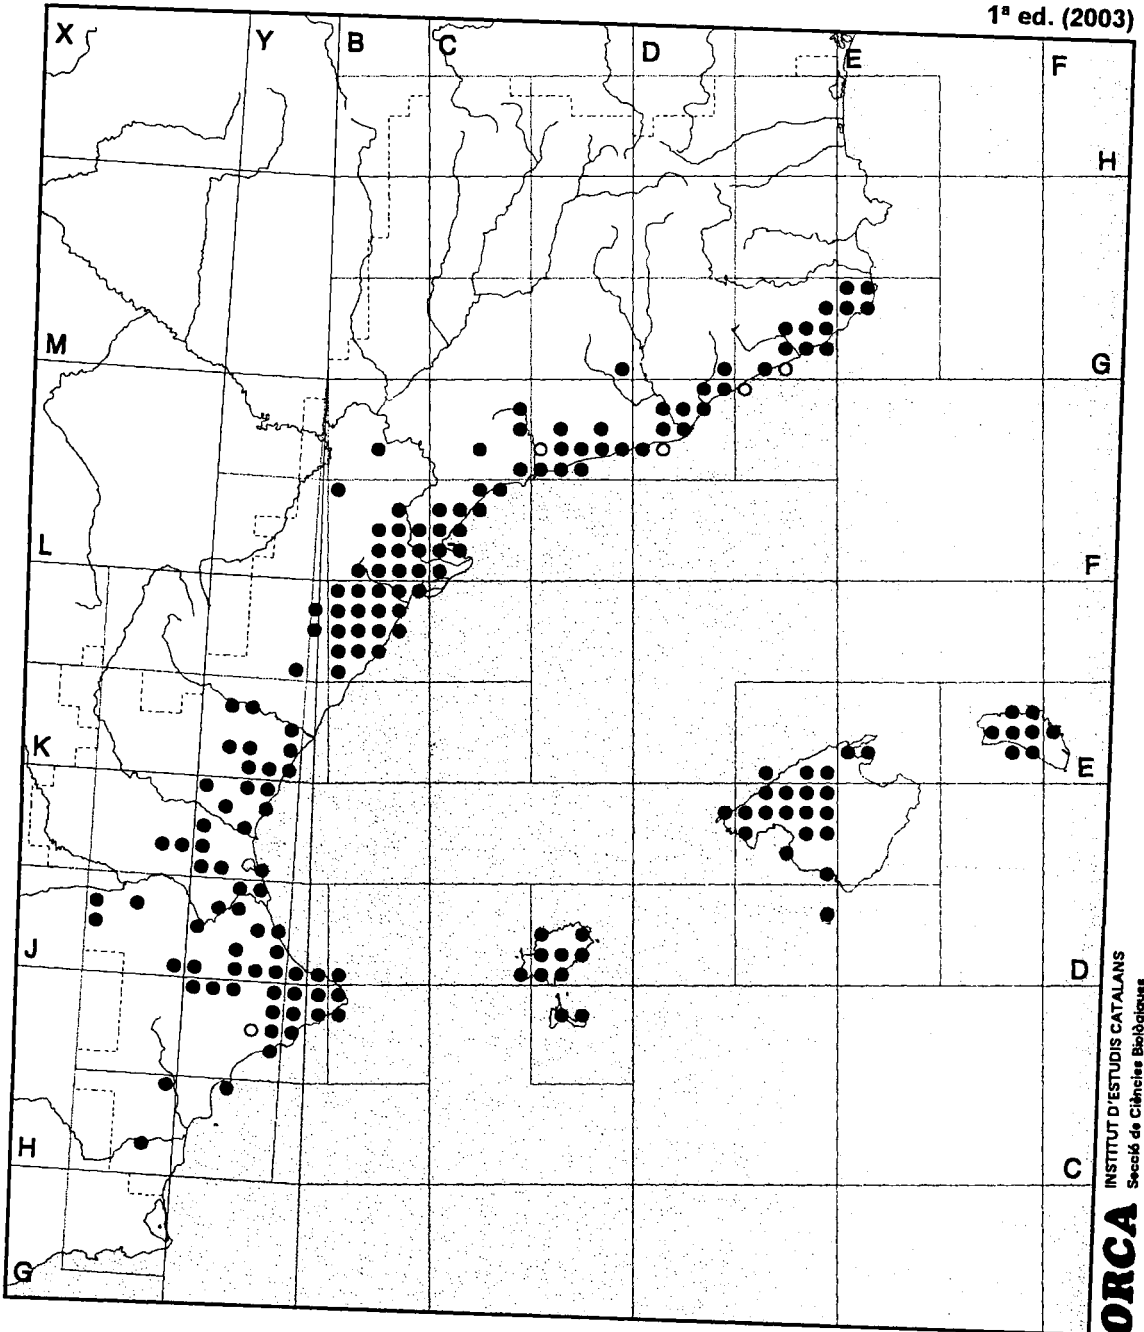 1ª ed. (2003)
X
Y
B
C
D
E
F
H
M
G
L
F
K
E
J
D
H
C
G
INSTITUT D'ESTUDIS CATALANS
Secció de Ciències Biològiques
ORCA